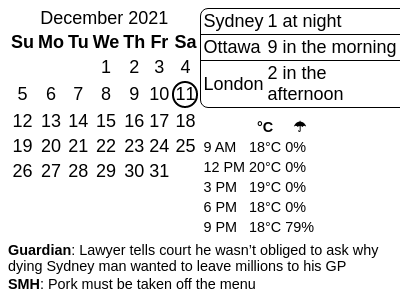 December 2021
Su Mo Tu We Th Fr Sa
1 2 3 4
5 6 7 8 9 10 11
12 13 14 15 16 17 18
19 20 21 22 23 24 25
26 27 28 29 30 31
Sydney 1 at night
Ottawa 9 in the morning
London 2 in the
afternoon
°C ☂
9 AM 18°C 0%
12 PM 20°C 0%
3 PM 19°C 0%
6 PM 18°C 0%
9 PM 18°C 79%
Guardian: Lawyer tells court he wasn’t obliged to ask why
dying Sydney man wanted to leave millions to his GP
SMH: Pork must be taken off the menu